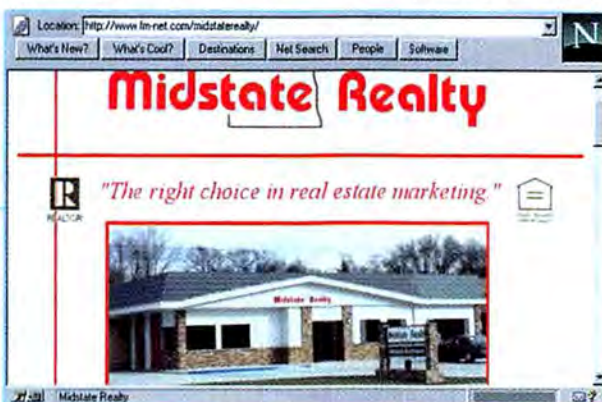 Location: http://www.lm-net.com/midstaterealty/
N
What's New? What's Cool? Destinations Net Search People Software
Midstate Realty
"The right choice in real estate marketing."
R
REALTOR
Midstate Realty
Midstate Realty